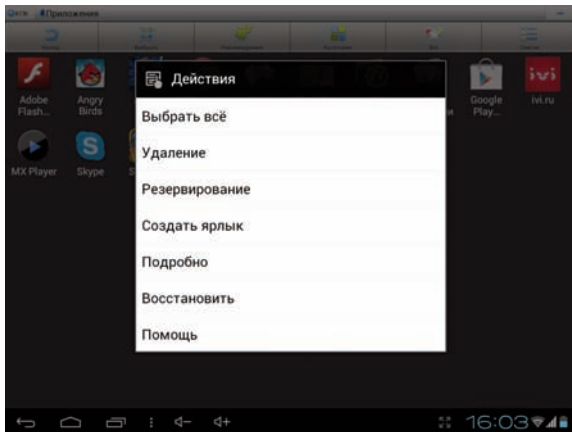 Приложения
Действия
Выбрать всё
Удаление
Резервирование
Создать ярлык
Подробно
Восстановить
Помощь
Adobe Flash...
Angry Birds
Google Play...
ivi.ru
MX Player
Skype
16:03